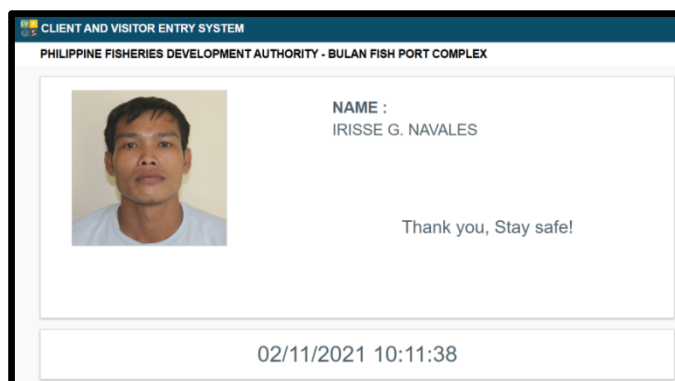 CLIENT AND VISITOR ENTRY SYSTEM
PHILIPPINE FISHERIES DEVELOPMENT AUTHORITY - BULAN FISH PORT COMPLEX
NAME :
IRISSE G. NAVALES
Thank you, Stay safe!
02/11/2021 10:11:38